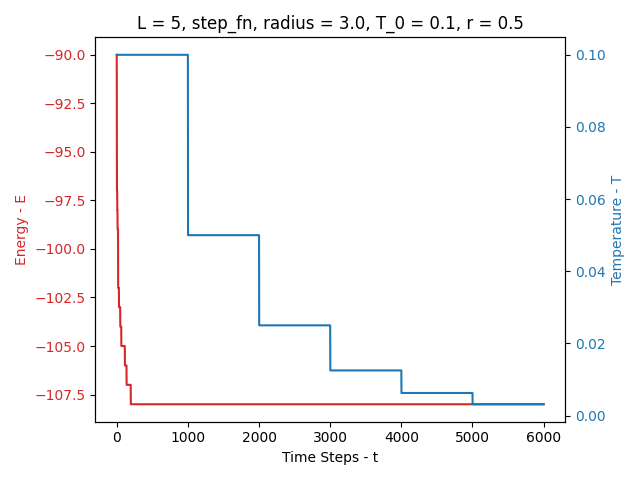 L = 5, step_fn, radius = 3.0, T_0 = 0.1, r = 0.5
Energy - E
−90.0
−92.5
−95.0
−97.5
−100.0
−102.5
−105.0
−107.5
0.10
0.08
0.06
0.04
0.02
0.00
Temperature - T
0 1000 2000 3000 4000 5000 6000
Time Steps - t